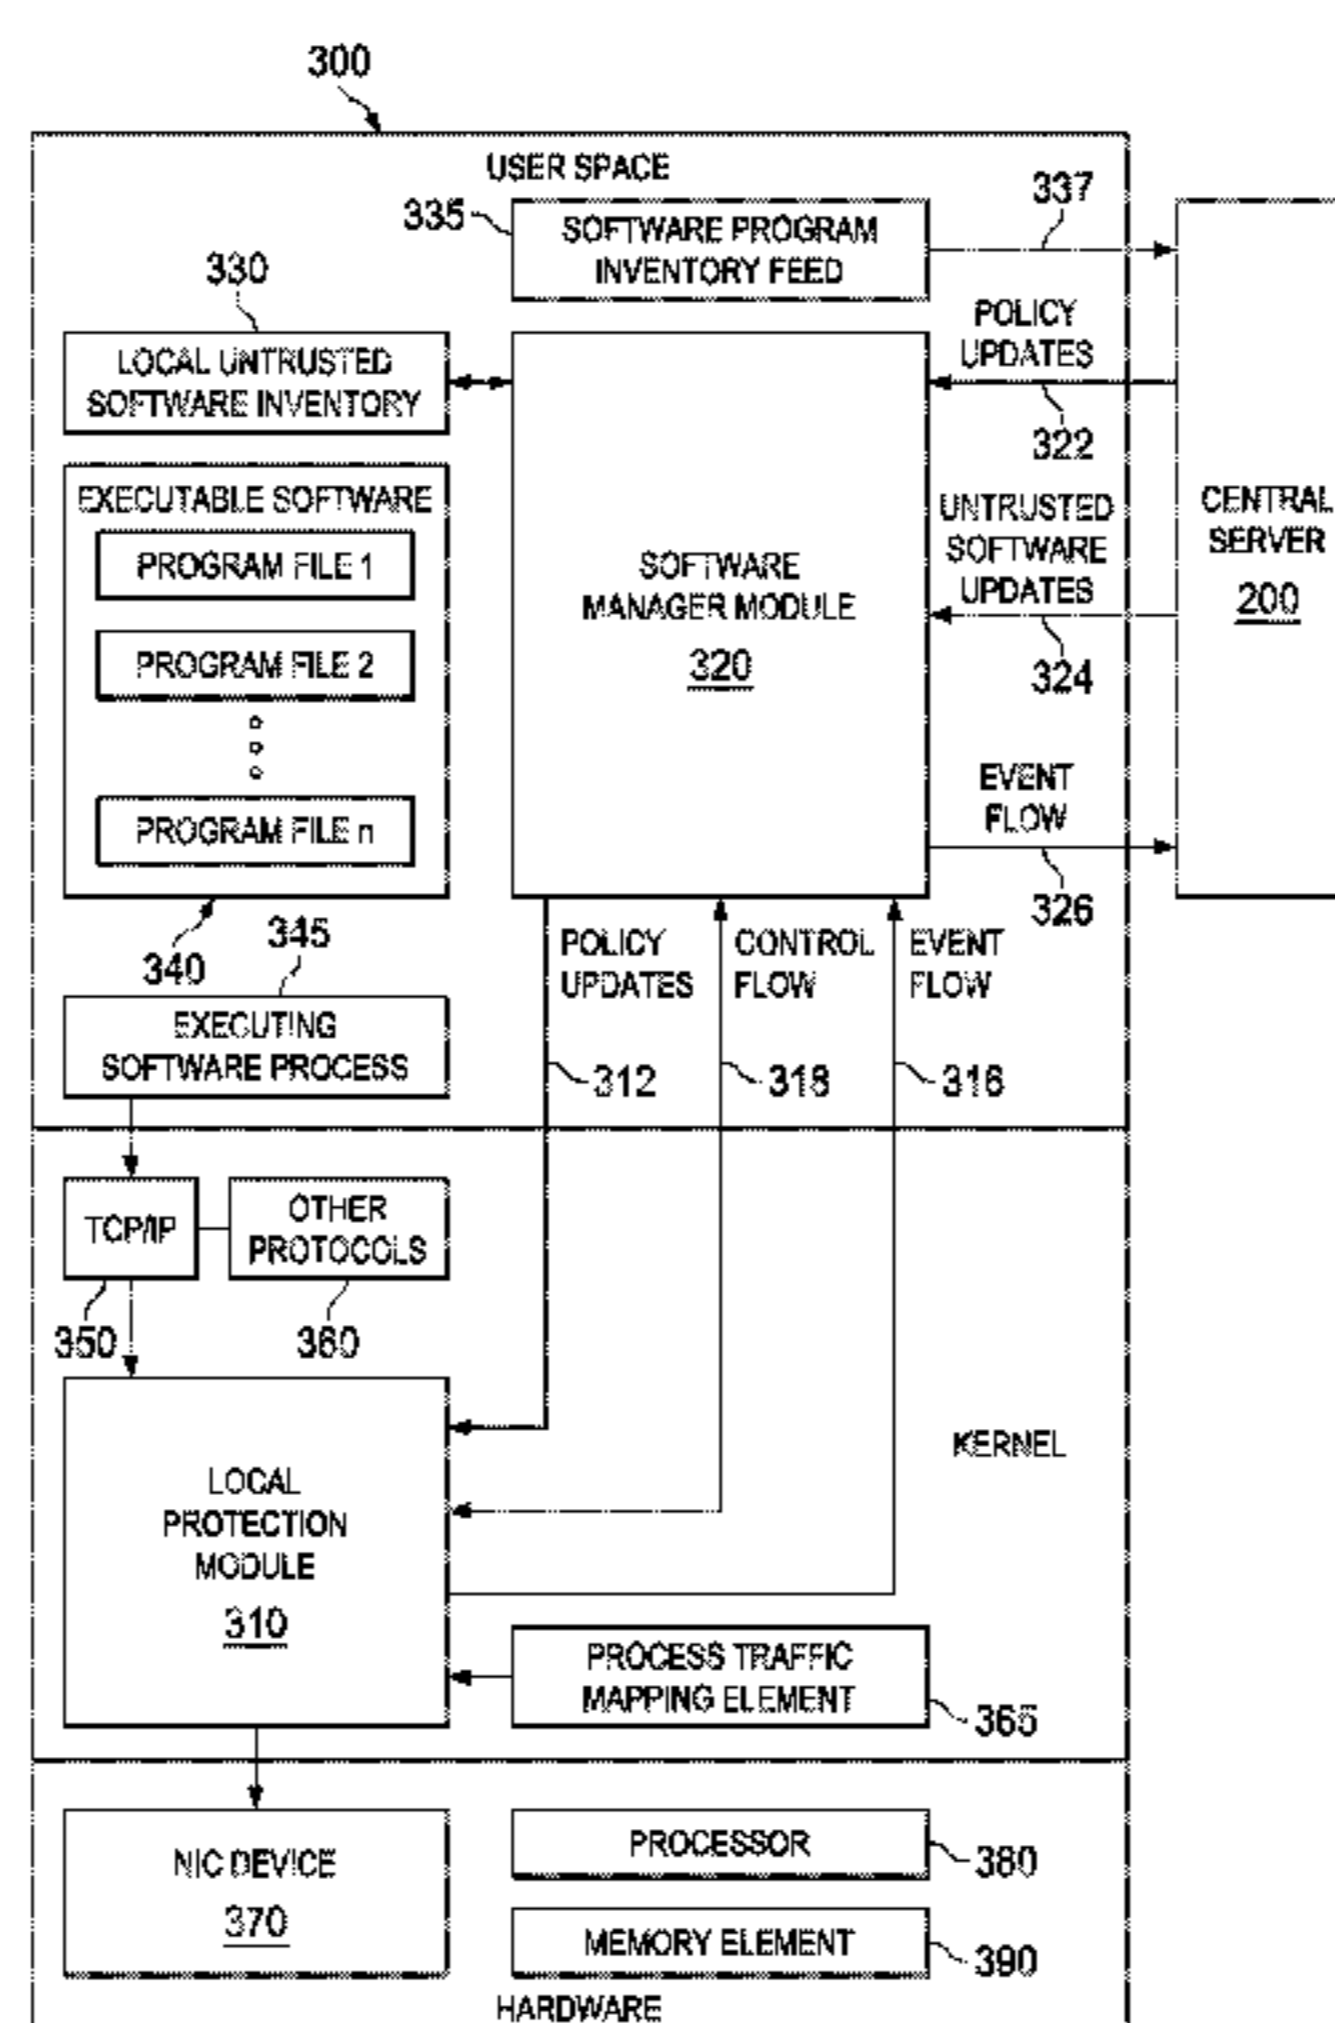 300
USER SPACE
335
SOFTWARE PROGRAM
INVENTORY FEED
337
330
LOCAL UNTRUSTED
SOFTWARE INVENTORY
POLICY
UPDATES
322
EXECUTABLE SOFTWARE
PROGRAM FILE 1
PROGRAM FILE 2
PROGRAM FILE n
340
SOFTWARE
MANAGER MODULE
320
UNTRUSTED
SOFTWARE
UPDATES
324
CENTRAL
SERVER
200
EVENT
FLOW
326
345
EXECUTING
SOFTWARE PROCESS
POLICY
UPDATES
312
CONTROL
FLOW
318
EVENT
FLOW
316
TCP/IP
350
OTHER
PROTOCOLS
360
KERNEL
LOCAL
PROTECTION
MODULE
310
PROCESS TRAFFIC
MAPPING ELEMENT
365
NIC DEVICE
370
PROCESSOR
380
MEMORY ELEMENT
390
HARDWARE